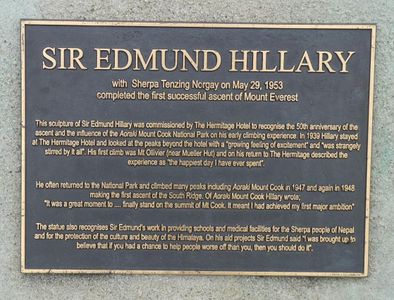 SIR EDMUND HILLARY
with Sherpa Tenzing Norgay on May 29, 1953
completed the first successful ascent of Mount Everest
This sculpture of Sir Edmund Hillary was commissioned by The Hermitage Hotel to recognise the 50th anniversary of the
ascent and the influence of the Aoraki Mount Cook National Park on his early climbing experience. In 1939 Hillary stayed
at The Hermitage Hotel and looked at the peaks beyond the hotel with a "growing feeling of excitement" and "was strangely
stirred by it all". His first climb was Mt Ollivier (near Mueller Hut) and on his return to The Hermitage described the
experience as "the happiest day I have ever spent".
He often returned to the National Park and climbed many peaks including Aoraki Mount Cook in 1947 and again in 1948
making the first ascent of the South Ridge. Of Aoraki Mount Cook Hillary wrote;
"It was a great moment to .... finally stand on the summit of Mt Cook. It meant I had achieved my first major ambition"
The statue also recognises Sir Edmund's work in providing schools and medical facilities for the Sherpa people of Nepal
and for the protection of the culture and beauty of the Himalaya. On his aid projects Sir Edmund said "I was brought up to
believe that if you had a chance to help people worse off than you, then you should do it".